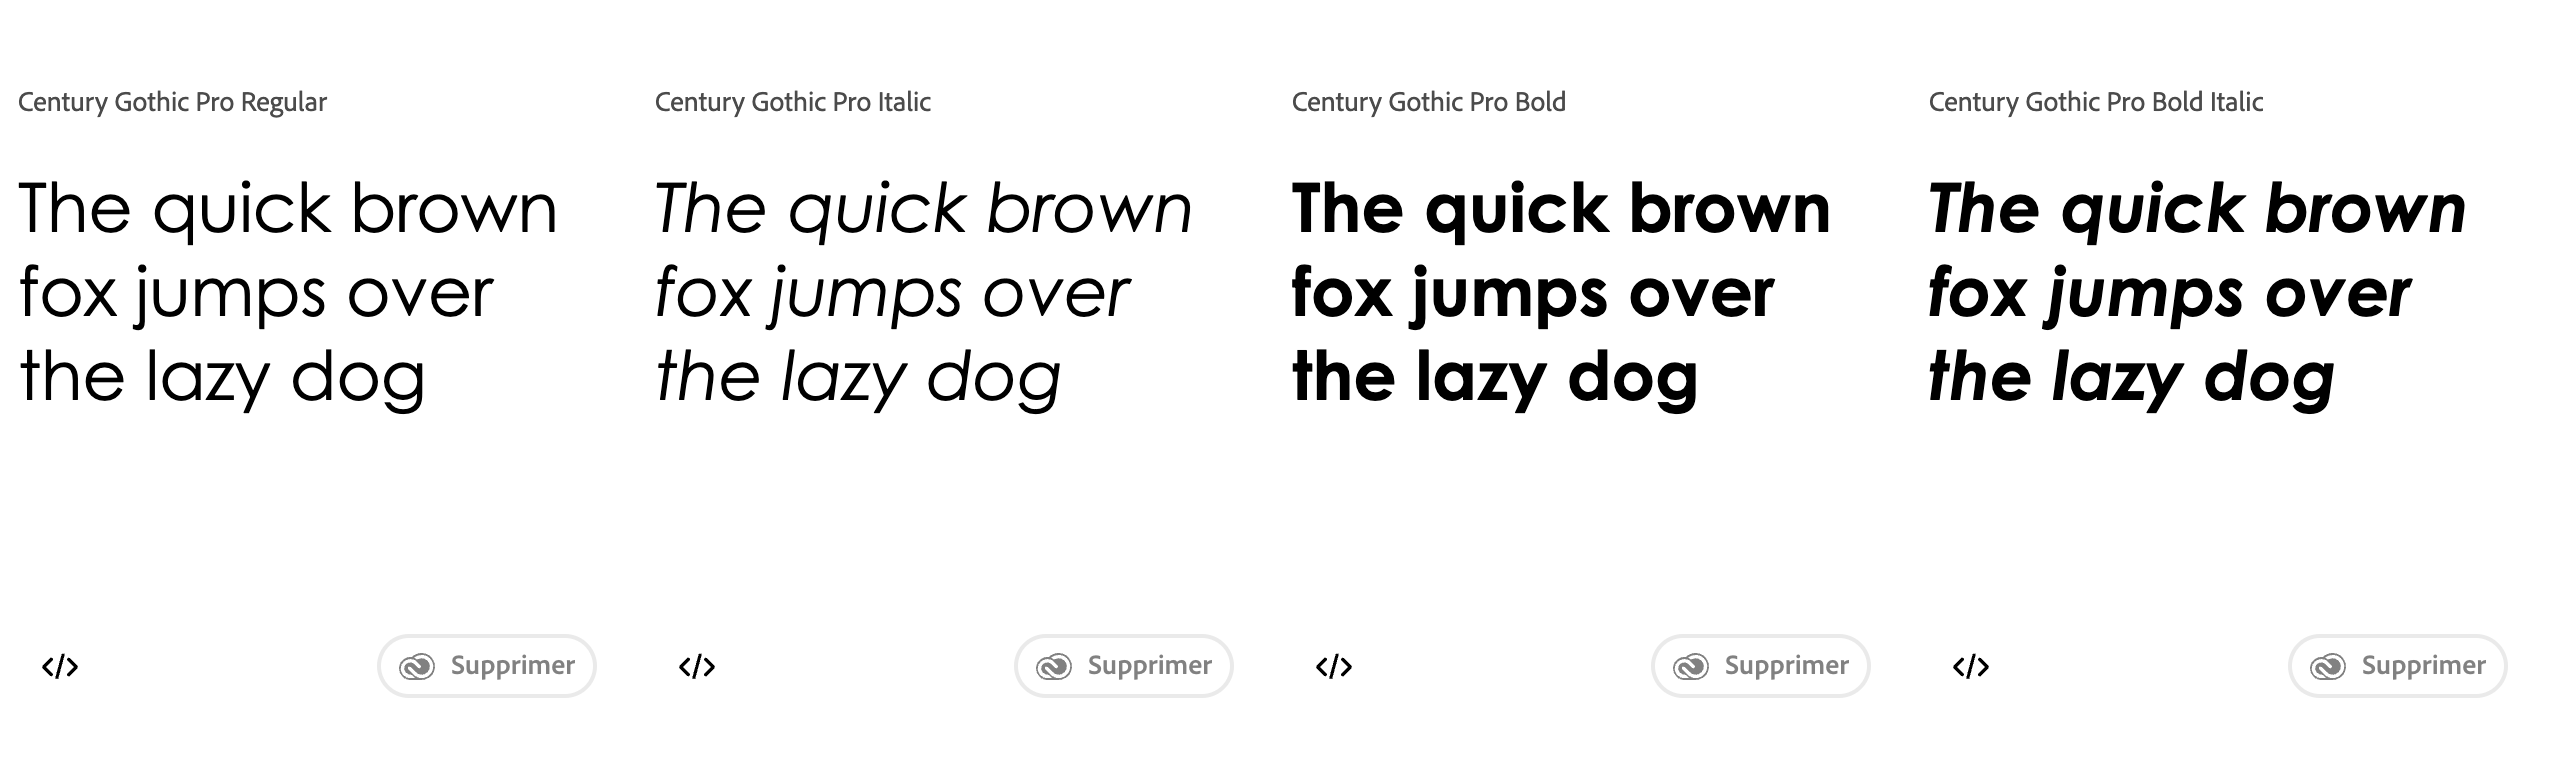 Century Gothic Pro Regular
The quick brown
fox jumps over
the lazy dog
</> Supprimer
Century Gothic Pro Italic
The quick brown
fox jumps over
the lazy dog
</> Supprimer
Century Gothic Pro Bold
The quick brown
fox jumps over
the lazy dog
</> Supprimer
Century Gothic Pro Bold Italic
The quick brown
fox jumps over
the lazy dog
</> Supprimer